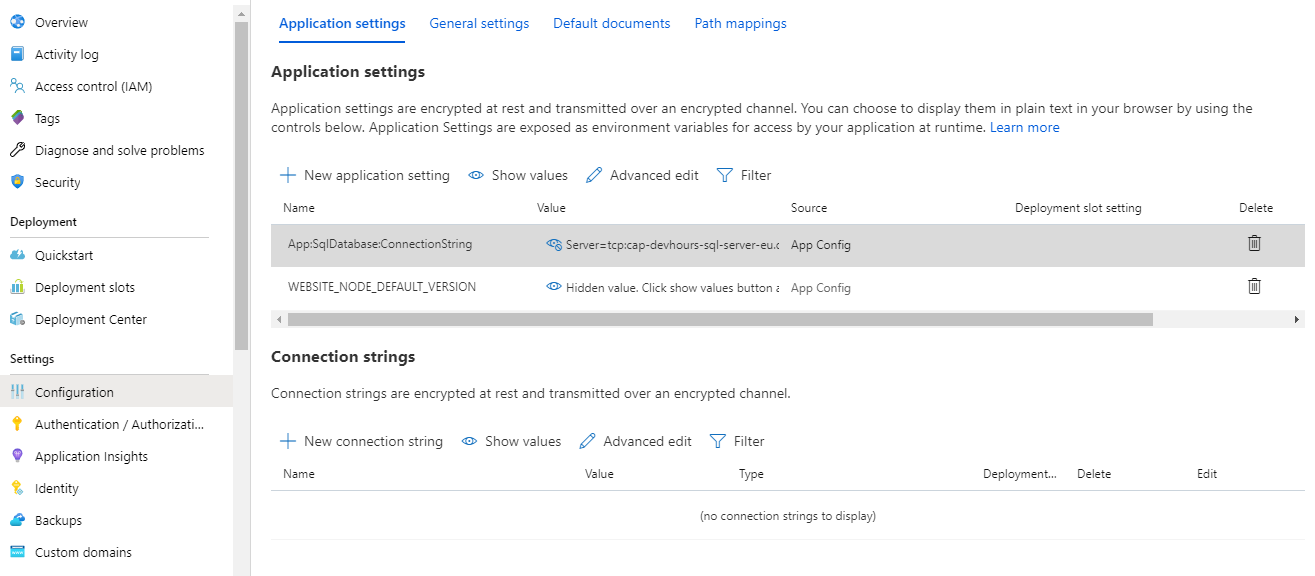 Overview
Activity log
Access control (IAM)
Tags
Diagnose and solve problems
Security
Deployment
Quickstart
Deployment slots
Deployment Center
Settings
Configuration
Authentication / Authorizati...
Application Insights
Identity
Backups
Custom domains
Application settings General settings Default documents Path mappings
Application settings
Application settings are encrypted at rest and transmitted over an encrypted channel. You can choose to display them in plain text in your browser by using the
controls below. Application Settings are exposed as environment variables for access by your application at runtime. Learn more
New application setting Show values Advanced edit Filter
Name Value Source Deployment slot setting Delete
App:SqlDatabase:ConnectionString Server=tcp:cap-devhours-sql-server-eu. App Config
WEBSITE_NODE_DEFAULT_VERSION Hidden value. Click show values button App Config
Connection strings
Connection strings are encrypted at rest and transmitted over an encrypted channel.
New connection string Show values Advanced edit Filter
Name Value Type Deployment... Delete Edit
(no connection strings to display)